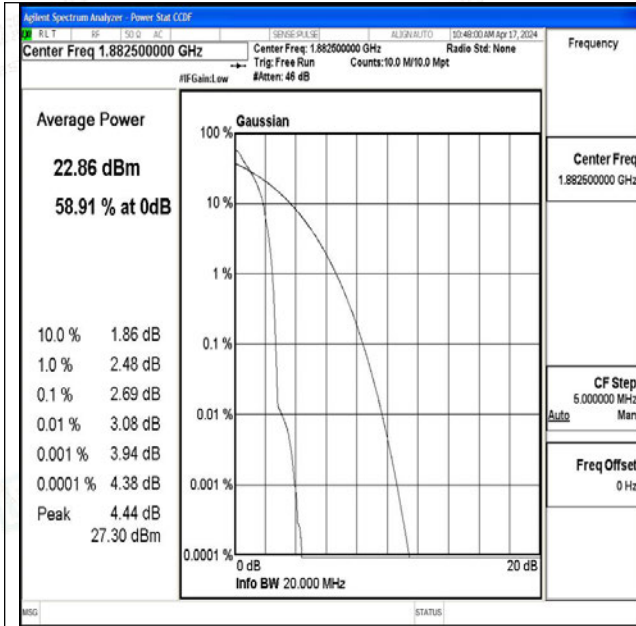 Agilent Spectrum Analyzer - Power Stat CCDF
RL T RF 50 Ω AC SENSE:PULSE ALIGNAUTO 10:48:00 AM Apr 17, 2024
Center Freq 1.882500000 GHz
Center Freq: 1.882500000 GHz Radio Std: None
Trig: Free Run Counts:10.0 M/10.0 Mpt
#IFGain:Low #Atten: 46 dB
Frequency
Average Power
22.86 dBm
58.91 % at 0dB
10.0 % 1.86 dB
1.0 % 2.48 dB
0.1 % 2.69 dB
0.01 % 3.08 dB
0.001 % 3.94 dB
0.0001 % 4.38 dB
Peak 4.44 dB
27.30 dBm
Gaussian
100 %
10 %
1 %
0.1 %
0.01 %
0.001 %
0.0001 %
0 dB 20 dB
Info BW 20.000 MHz
Center Freq
1.882500000 GHz
CF Step
5.000000 MHz
Auto Man
Freq Offset
0 Hz
MSG STATUS